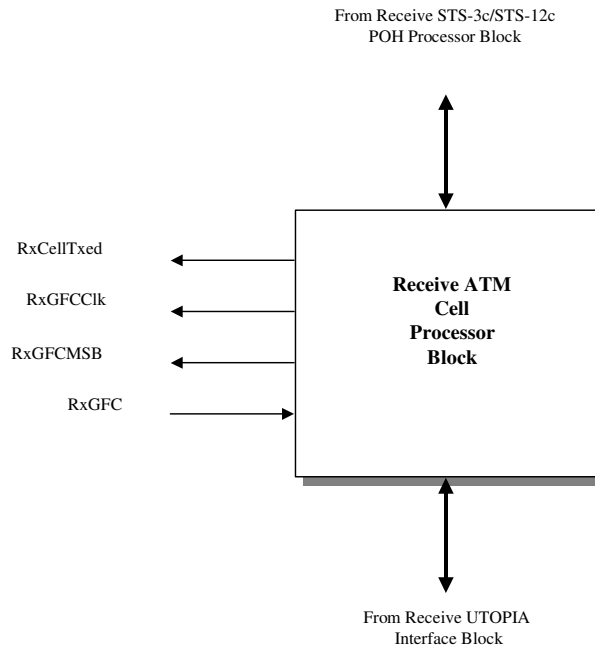 From Receive STS-3c/STS-12c
POH Processor Block
RxCellTxed
RxGFCClk
RxGFCMSB
RxGFC
Receive ATM
Cell
Processor
Block
From Receive UTOPIA
Interface Block